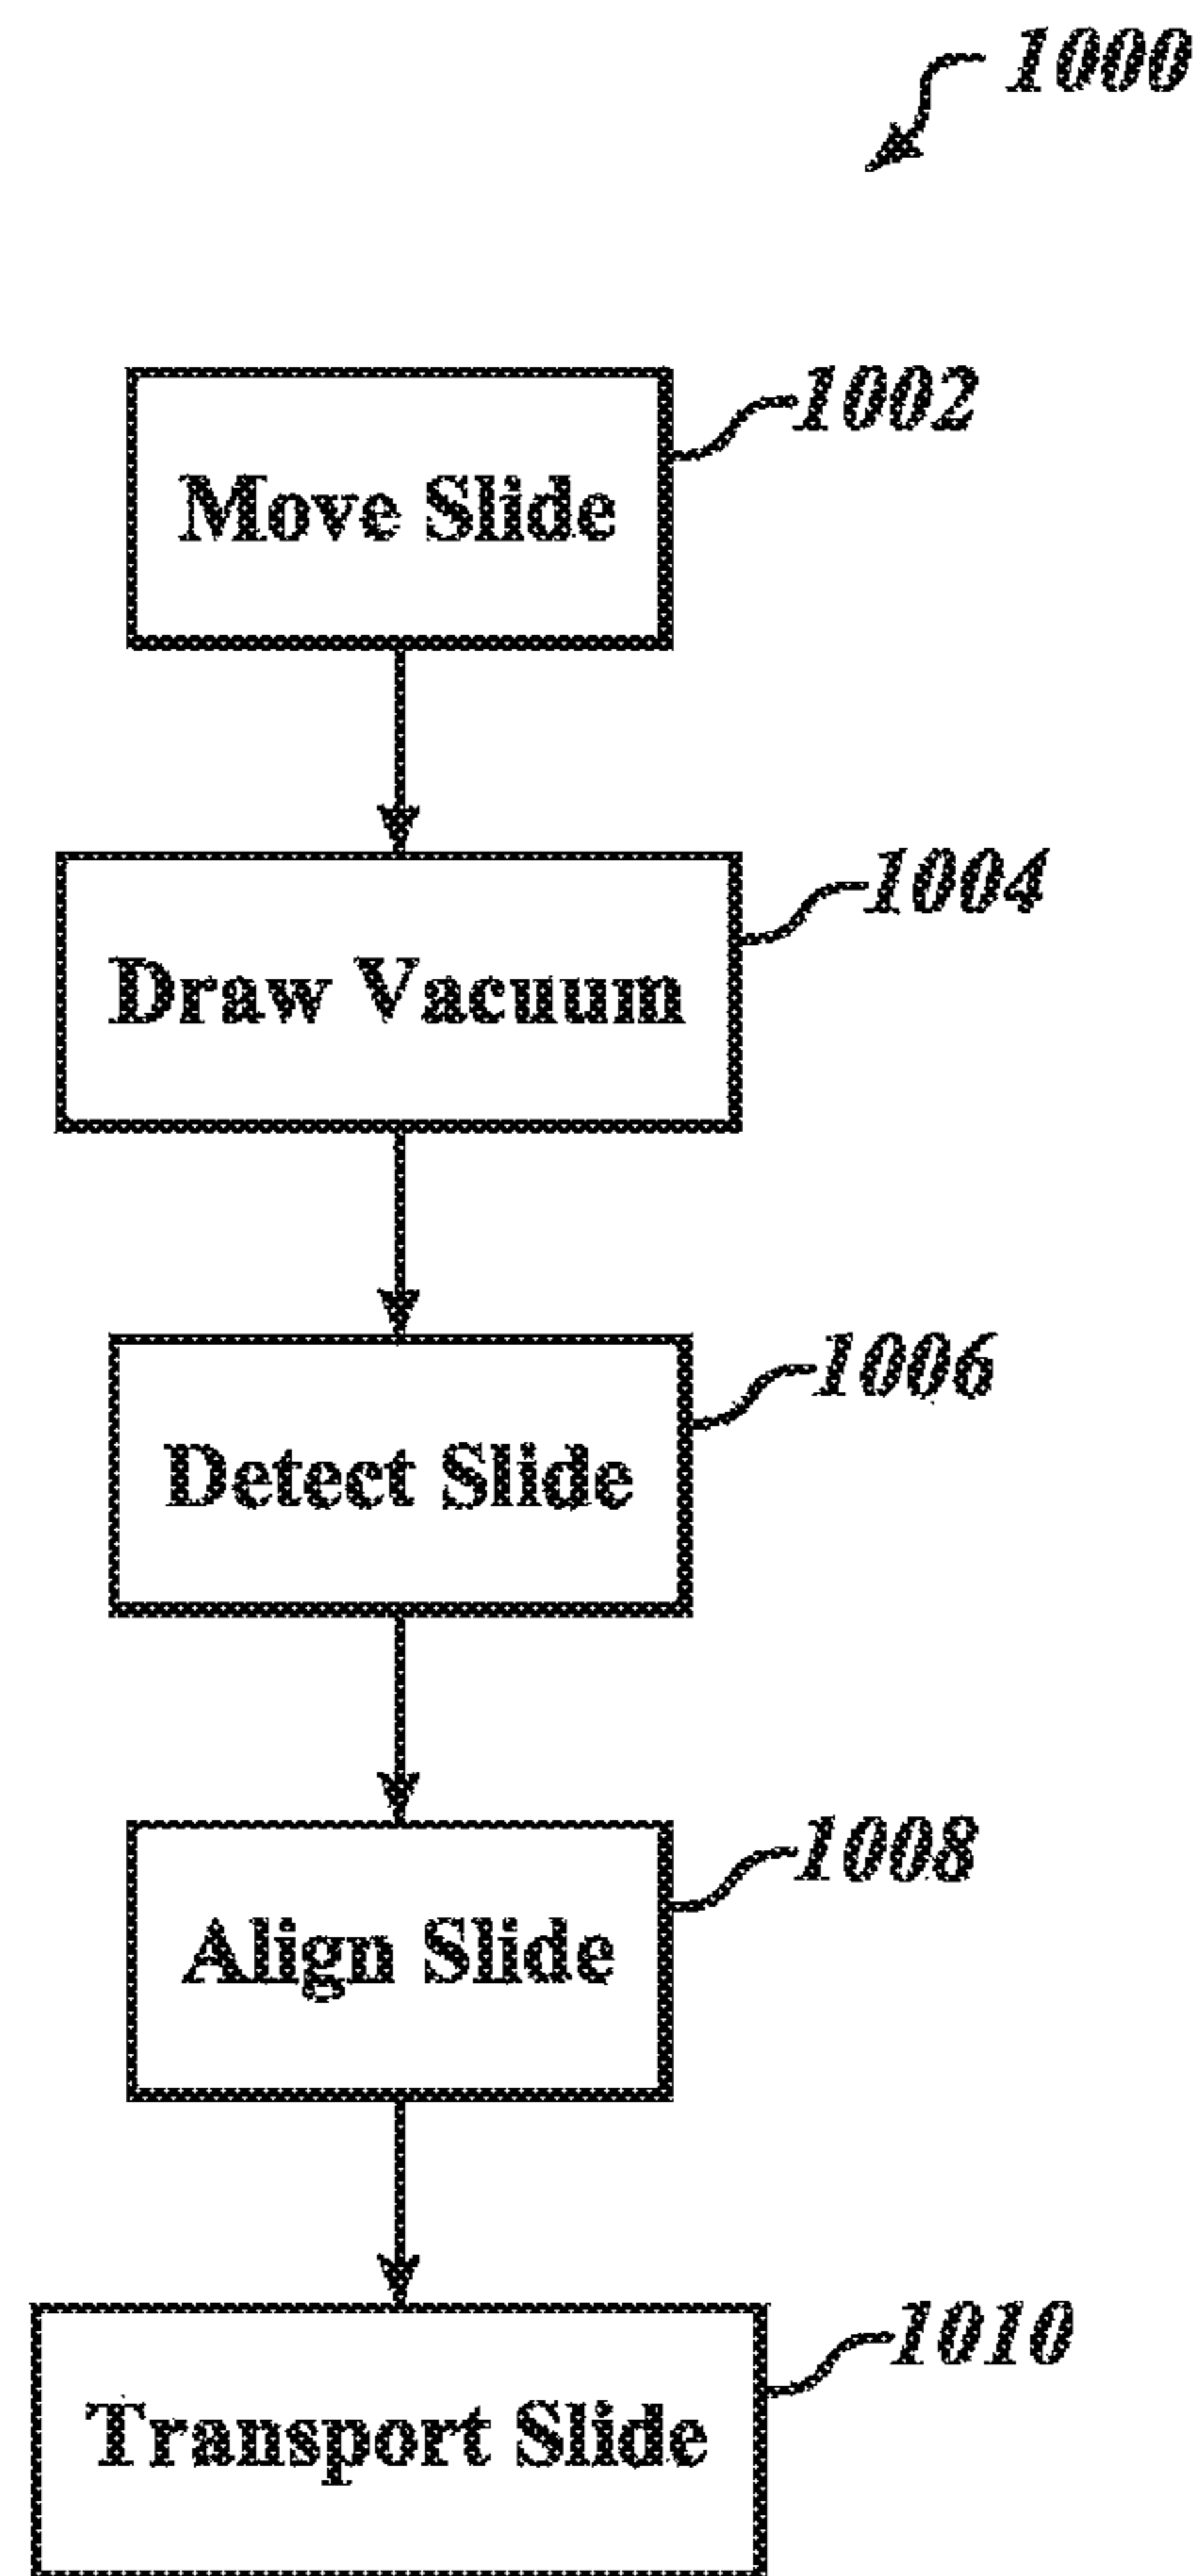 1000
1002
Move Slide
1004
Draw Vacuum
1006
Detect Slide
1008
Align Slide
1010
Transport Slide